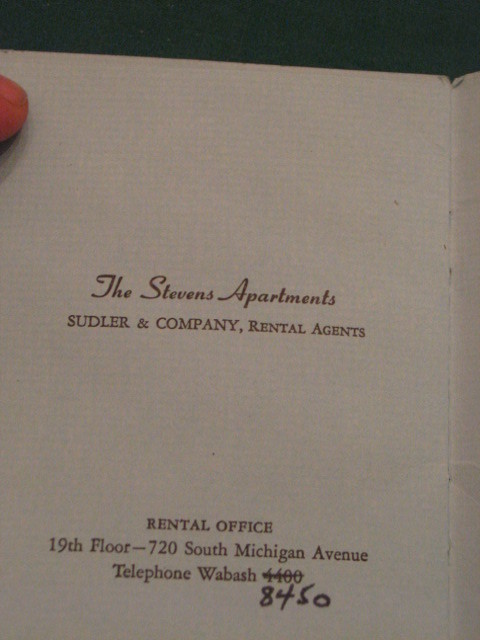 The Stevens Apartments
SUDLER & COMPANY, RENTAL AGENTS
RENTAL OFFICE
19th Floor—720 South Michigan Avenue
Telephone Wabash 4400
8450